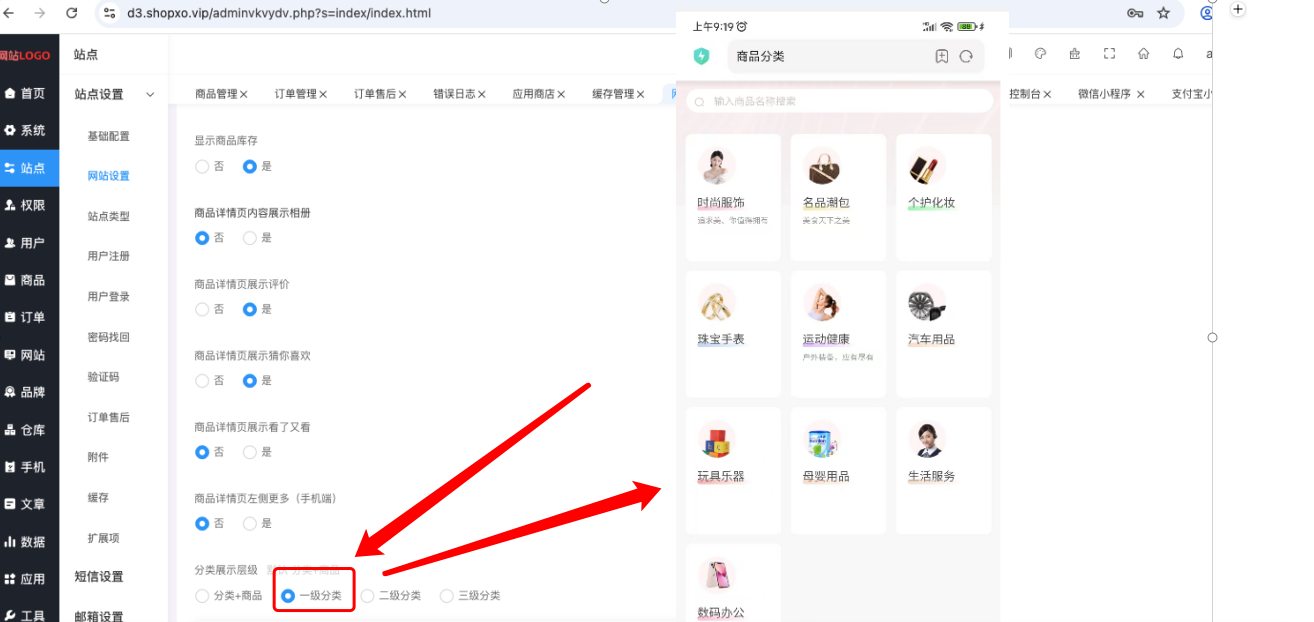 d3.shopxo.vip/adminvkvydv.php?s=index/index.html
网站LOGO
首页
系统
站点
权限
用户
商品
订单
网站
品牌
仓库
手机
文章
数据
应用
工具
站点
站点设置
基础配置
网站设置
站点类型
用户注册
用户登录
密码找回
验证码
订单售后
附件
缓存
扩展项
短信设置
邮箱设置
商品管理 订单管理 订单售后 错误日志 应用商店 缓存管理
控制台 微信小程序 支付宝小
显示商品库存
否 是
商品详情页内容展示相册
否 是
商品详情页展示评价
否 是
商品详情页展示猜你喜欢
否 是
商品详情页展示看了又看
否 是
商品详情页左侧更多（手机端）
否 是
分类展示层级
分类+商品 一级分类 二级分类 三级分类
上午9:19
商品分类
输入商品名称搜索
时尚服饰
追求美、你值得拥有
名品潮包
美食天下之美
个护化妆
珠宝手表
运动健康
户外装备，应有尽有
汽车用品
玩具乐器
母婴用品
生活服务
数码办公